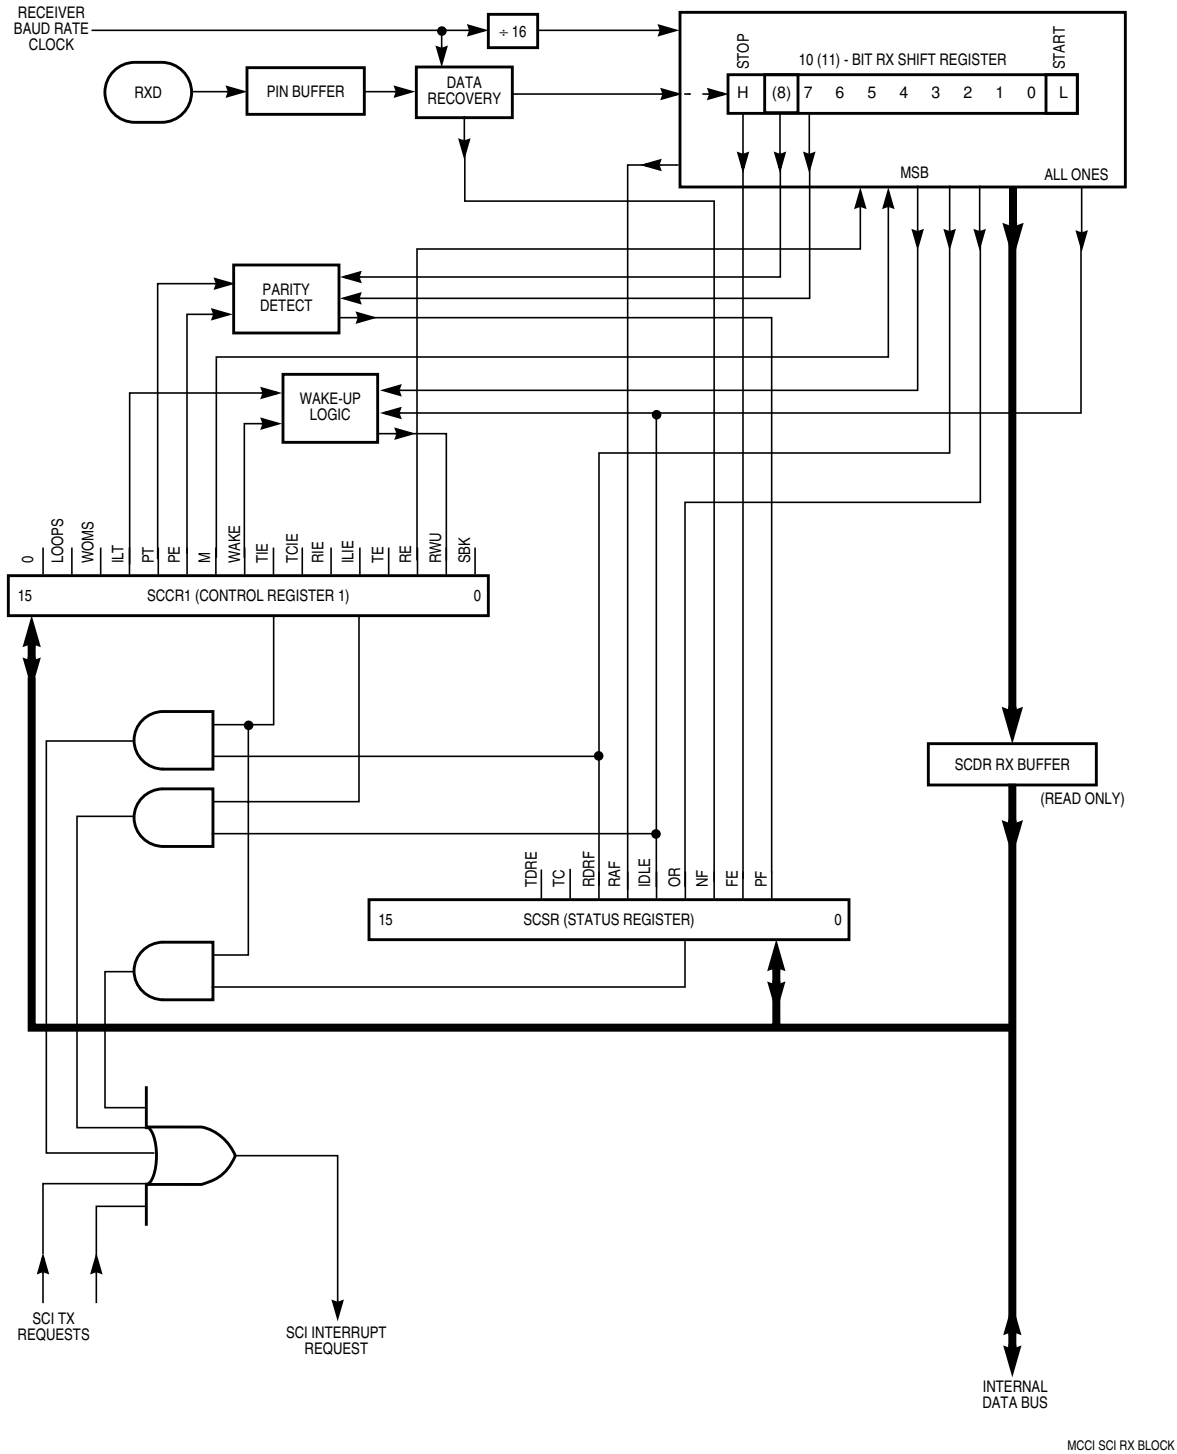 RECEIVER
BAUD RATE
CLOCK
÷ 16
RXD
PIN BUFFER
DATA
RECOVERY
STOP
START
10 (11) - BIT RX SHIFT REGISTER
H (8) 7 6 5 4 3 2 1 0 L
MSB
ALL ONES
PARITY
DETECT
WAKE-UP
LOGIC
0
LOOPS
WOMS
ILT
PT
PE
M
WAKE
TIE
TCIE
RIE
ILIE
TE
RE
RWU
SBK
15 SCCR1 (CONTROL REGISTER 1) 0
SCDR RX BUFFER
(READ ONLY)
TDRE
TC
RDRF
RAF
IDLE
OR
NF
FE
PF
15 SCSR (STATUS REGISTER) 0
SCI TX
REQUESTS
SCI INTERRUPT
REQUEST
INTERNAL
DATA BUS
MCCI SCI RX BLOCK